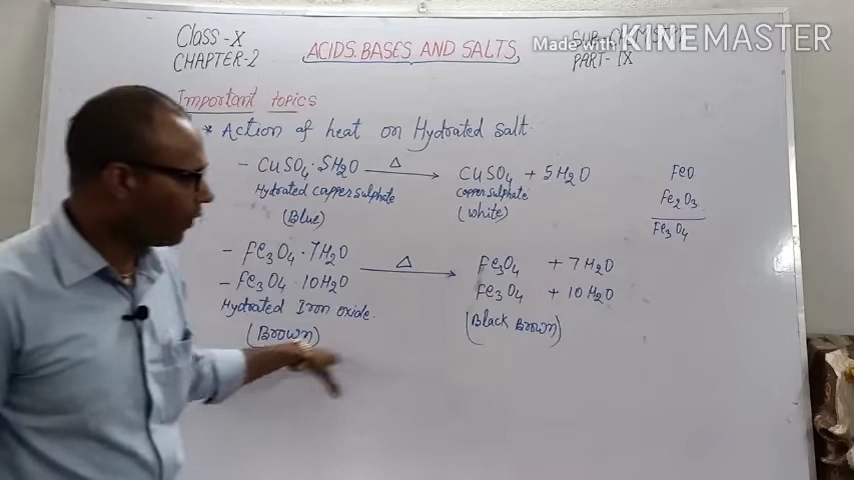 Class-X
CHAPTER-2
ACIDS. BASES AND SALTS
PART-IX
Made with KINEMASTER
Important topics
* Action of heat on Hydrated salt
- CuSO4·5H2O Δ→ CuSO4 + 5H2O
Hydrated capper sulphate
copper sulphate
(Blue)
(white)
FeO
Fe2O3
Fe3O4
- Fe3O4·7H2O Δ→ Fe3O4 + 7H2O
- Fe3O4·10H2O
Fe3O4 + 10H2O
Hydrated Iron oxide.
(Brown)
(Black Brown)